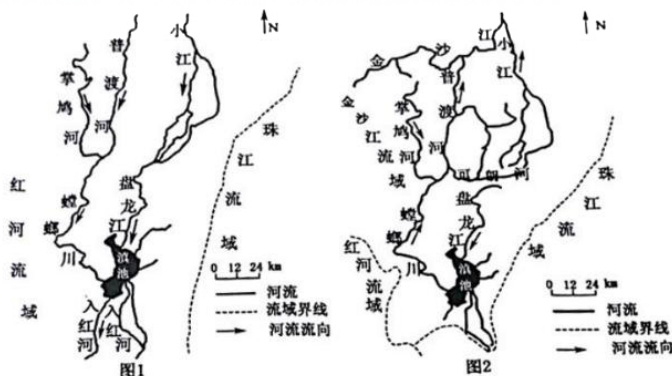 小江
普渡河
掌鸠河
N
珠江流域
红河流域
螳螂川
盘龙江
滇池
入红河
红河
0 12 24 km
河流
流域界线
河流流向
图1
金沙江
小江
普渡河
掌鸠河
金沙江流域
N
珠江流域
螳螂川
盘龙江
滇池
红河流域
0 12 24 km
河流
流域界线
河流流向
图2